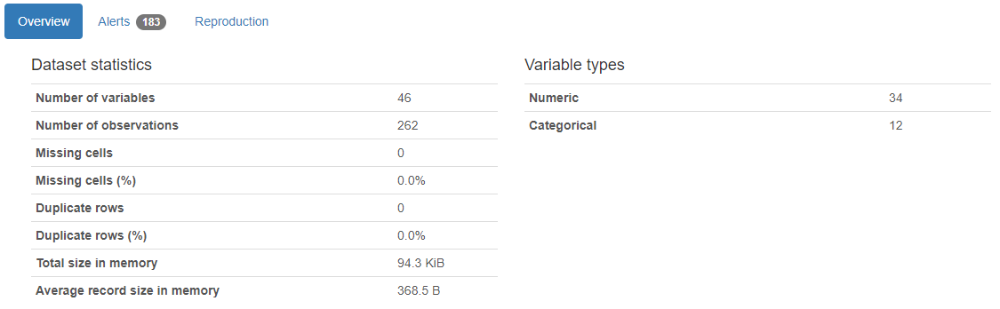 Overview Alerts 183 Reproduction
Dataset statistics
Number of variables 46
Number of observations 262
Missing cells 0
Missing cells (%) 0.0%
Duplicate rows 0
Duplicate rows (%) 0.0%
Total size in memory 94.3 KiB
Average record size in memory 368.5 B
Variable types
Numeric 34
Categorical 12